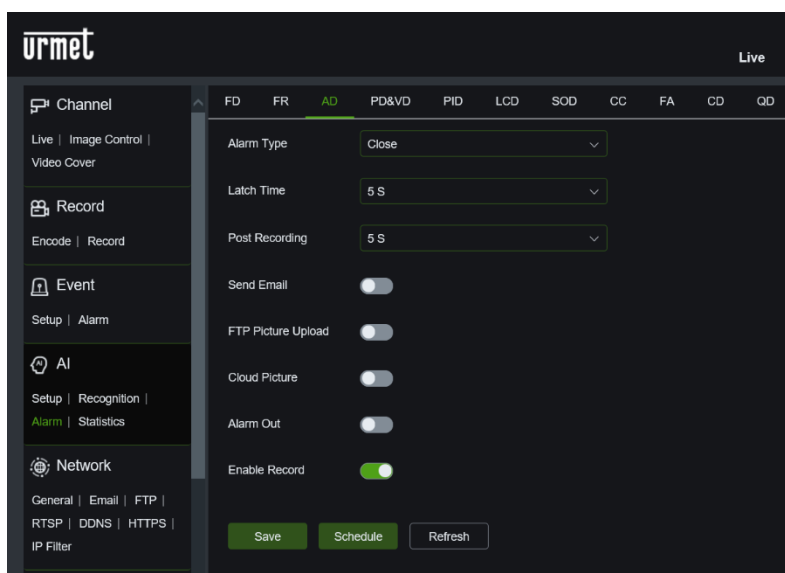 urmet
Live
Channel
Live | Image Control |
Video Cover
Record
Encode | Record
Event
Setup | Alarm
AI
AI
Setup | Recognition |
Alarm | Statistics
Network
General | Email | FTP |
RTSP | DDNS | HTTPS |
IP Filter
FD FR AD PD&VD PID LCD SOD CC FA CD QD
Alarm Type Close
Latch Time 5 S
Post Recording 5 S
Send Email
FTP Picture Upload
Cloud Picture
Alarm Out
Enable Record
Save Schedule Refresh